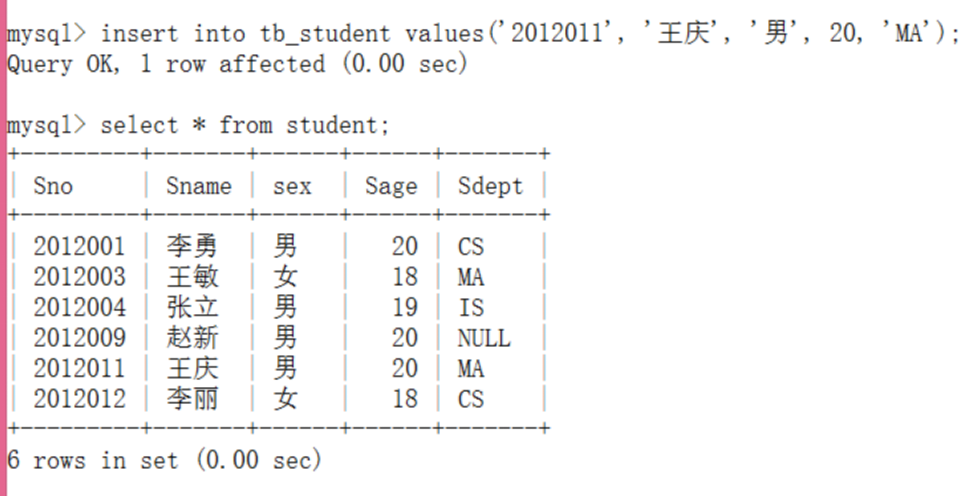 mysql> insert into tb_student values('2012011', '王庆', '男', 20, 'MA');
Query OK, 1 row affected (0.00 sec)
mysql> select * from student;
+---------+-------+------+------+-------+
| Sno     | Sname | sex  | Sage | Sdept |
+---------+-------+------+------+-------+
| 2012001 | 李勇 | 男 | 20 | CS |
| 2012003 | 王敏 | 女 | 18 | MA |
| 2012004 | 张立 | 男 | 19 | IS |
| 2012009 | 赵新 | 男 | 20 | NULL |
| 2012011 | 王庆 | 男 | 20 | MA |
| 2012012 | 李丽 | 女 | 18 | CS |
+---------+-------+------+------+-------+
6 rows in set (0.00 sec)